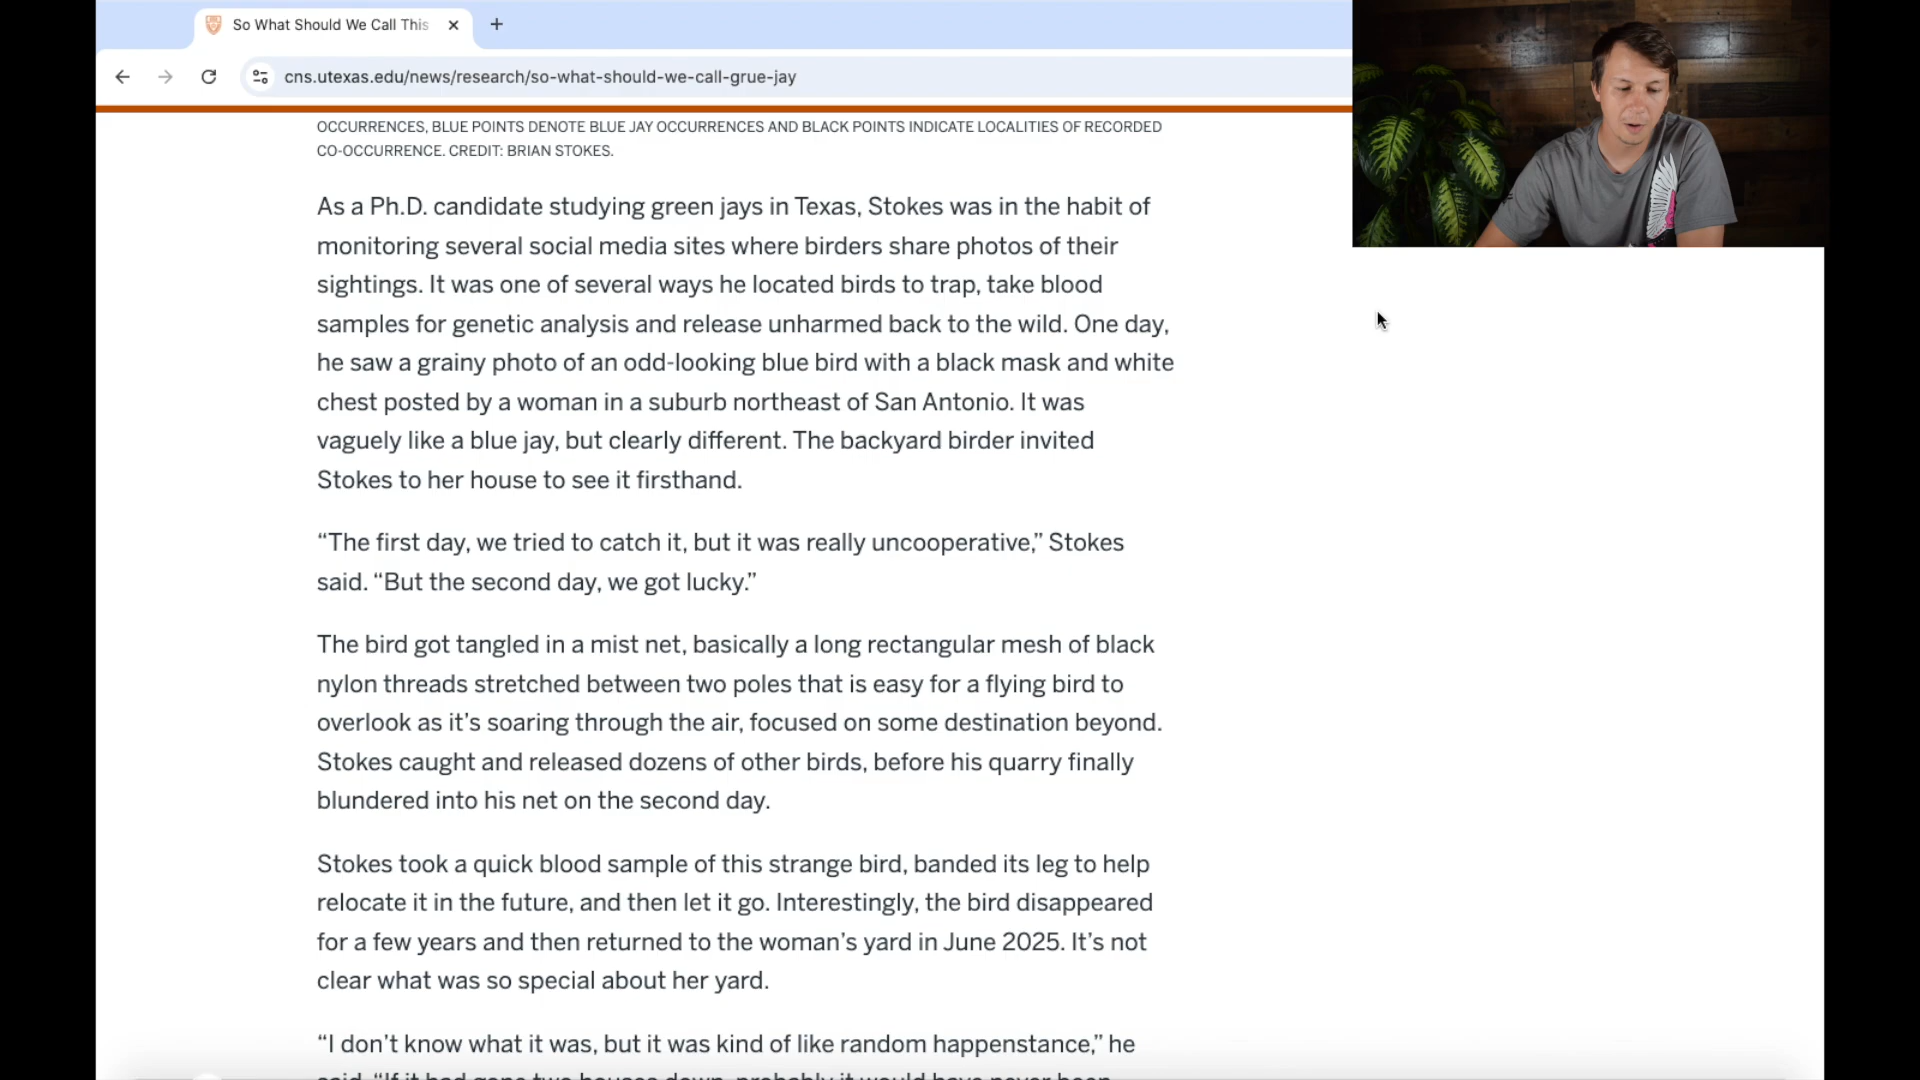 So What Should We Call This
cns.utexas.edu/news/research/so-what-should-we-call-grue-jay
OCCURRENCES, BLUE POINTS DENOTE BLUE JAY OCCURRENCES AND BLACK POINTS INDICATE LOCALITIES OF RECORDED
CO-OCCURRENCE. CREDIT: BRIAN STOKES.
As a Ph.D. candidate studying green jays in Texas, Stokes was in the habit of
monitoring several social media sites where birders share photos of their
sightings. It was one of several ways he located birds to trap, take blood
samples for genetic analysis and release unharmed back to the wild. One day,
he saw a grainy photo of an odd-looking blue bird with a black mask and white
chest posted by a woman in a suburb northeast of San Antonio. It was
vaguely like a blue jay, but clearly different. The backyard birder invited
Stokes to her house to see it firsthand.
“The first day, we tried to catch it, but it was really uncooperative,” Stokes
said. “But the second day, we got lucky.”
The bird got tangled in a mist net, basically a long rectangular mesh of black
nylon threads stretched between two poles that is easy for a flying bird to
overlook as it’s soaring through the air, focused on some destination beyond.
Stokes caught and released dozens of other birds, before his quarry finally
blundered into his net on the second day.
Stokes took a quick blood sample of this strange bird, banded its leg to help
relocate it in the future, and then let it go. Interestingly, the bird disappeared
for a few years and then returned to the woman’s yard in June 2025. It’s not
clear what was so special about her yard.
“I don’t know what it was, but it was kind of like random happenstance,” he
said. “If it had gone two houses down, probably it would have never been